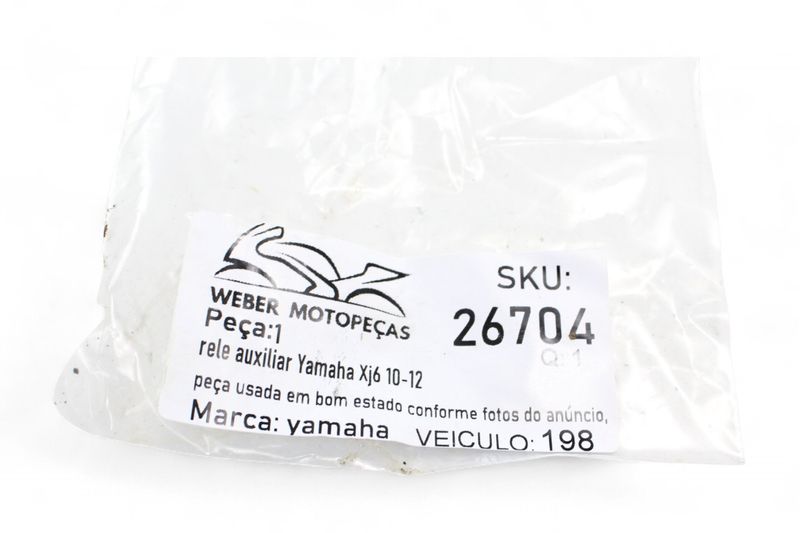 WEBER MOTOPEÇAS
SKU:
26704
Q: 1
Peça:1
rele auxiliar Yamaha Xj6 10-12
peça usada em bom estado conforme fotos do anúncio,
Marca: yamaha
VEICULO: 198